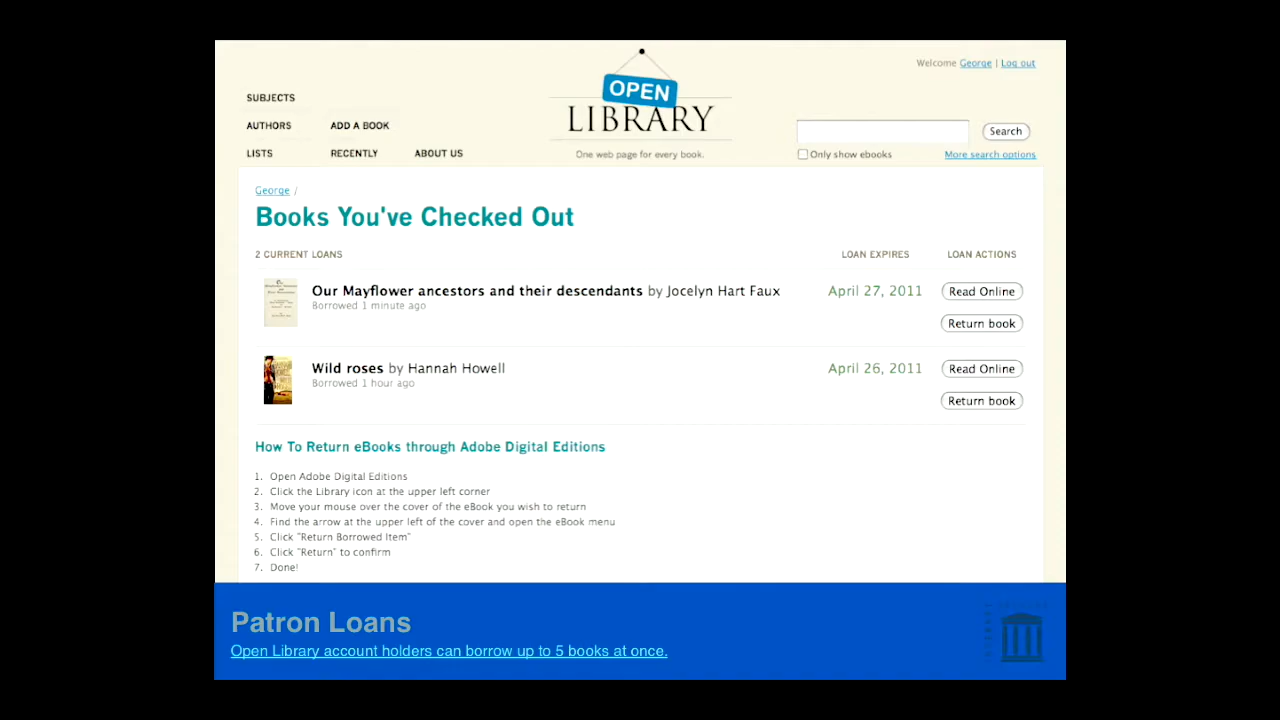 Welcome George | Log out
OPEN
LIBRARY
One web page for every book.
SUBJECTS
AUTHORS ADD A BOOK
LISTS RECENTLY ABOUT US
Search
Only show ebooks More search options
George /
Books You've Checked Out
2 CURRENT LOANS LOAN EXPIRES LOAN ACTIONS
Our Mayflower ancestors and their descendants by Jocelyn Hart Faux April 27, 2011 Read Online
Borrowed 1 minute ago
Return book
Wild roses by Hannah Howell April 26, 2011 Read Online
Borrowed 1 hour ago
Return book
How To Return eBooks through Adobe Digital Editions
1. Open Adobe Digital Editions
2. Click the Library icon at the upper left corner
3. Move your mouse over the cover of the eBook you wish to return
4. Find the arrow at the upper left of the cover and open the eBook menu
5. Click "Return Borrowed Item"
6. Click "Return" to confirm
7. Done!
Patron Loans
Open Library account holders can borrow up to 5 books at once.